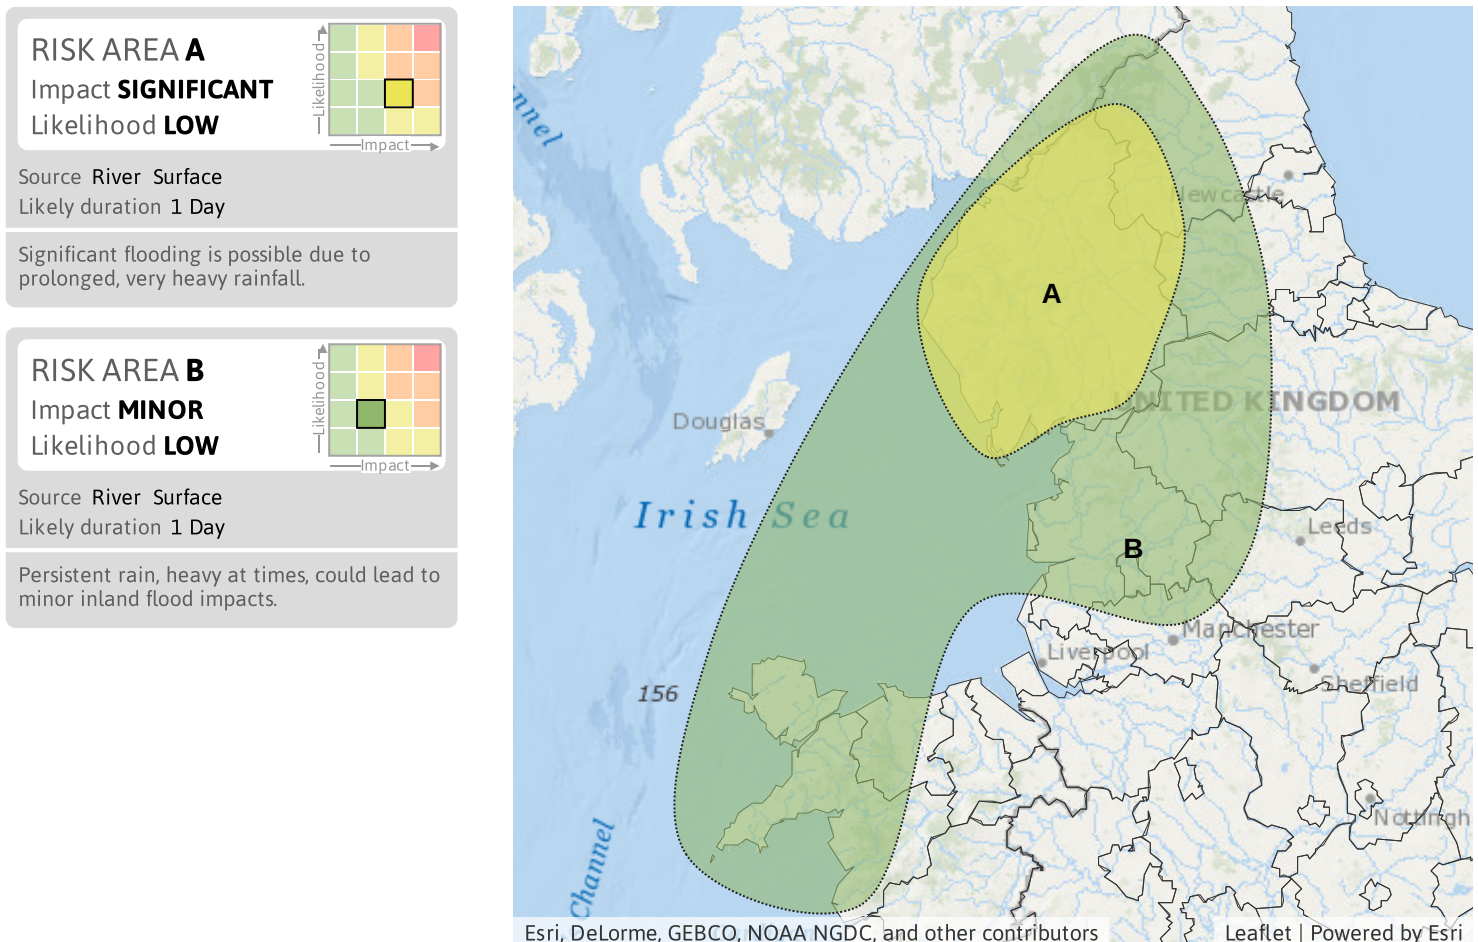 RISK AREA A
Impact SIGNIFICANT
Likelihood LOW
Likelihood
Impact
Source River Surface
Likely duration 1 Day
Significant flooding is possible due to
prolonged, very heavy rainfall.
RISK AREA B
Impact MINOR
Likelihood LOW
Likelihood
Impact
Source River Surface
Likely duration 1 Day
Persistent rain, heavy at times, could lead to
minor inland flood impacts.
nnel
Newcastle
A
UNITED KINGDOM
Douglas
Irish Sea
Leeds
B
Manchester
Liverpool
Sheffield
156
Nottingh
Channel
Esri, DeLorme, GEBCO, NOAA NGDC, and other contributors
Leaflet | Powered by Esri